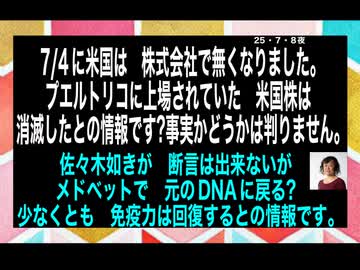 25・7・8夜
7/4に米国は 株式会社で無くなりました。
プエルトリコに上場されていた 米国株は
消滅したとの情報です?事実かどうかは判りません。
佐々木如きが 断言は出来ないが
メドベットで 元のDNAに戻る?
少なくとも 免疫力は回復するとの情報です。